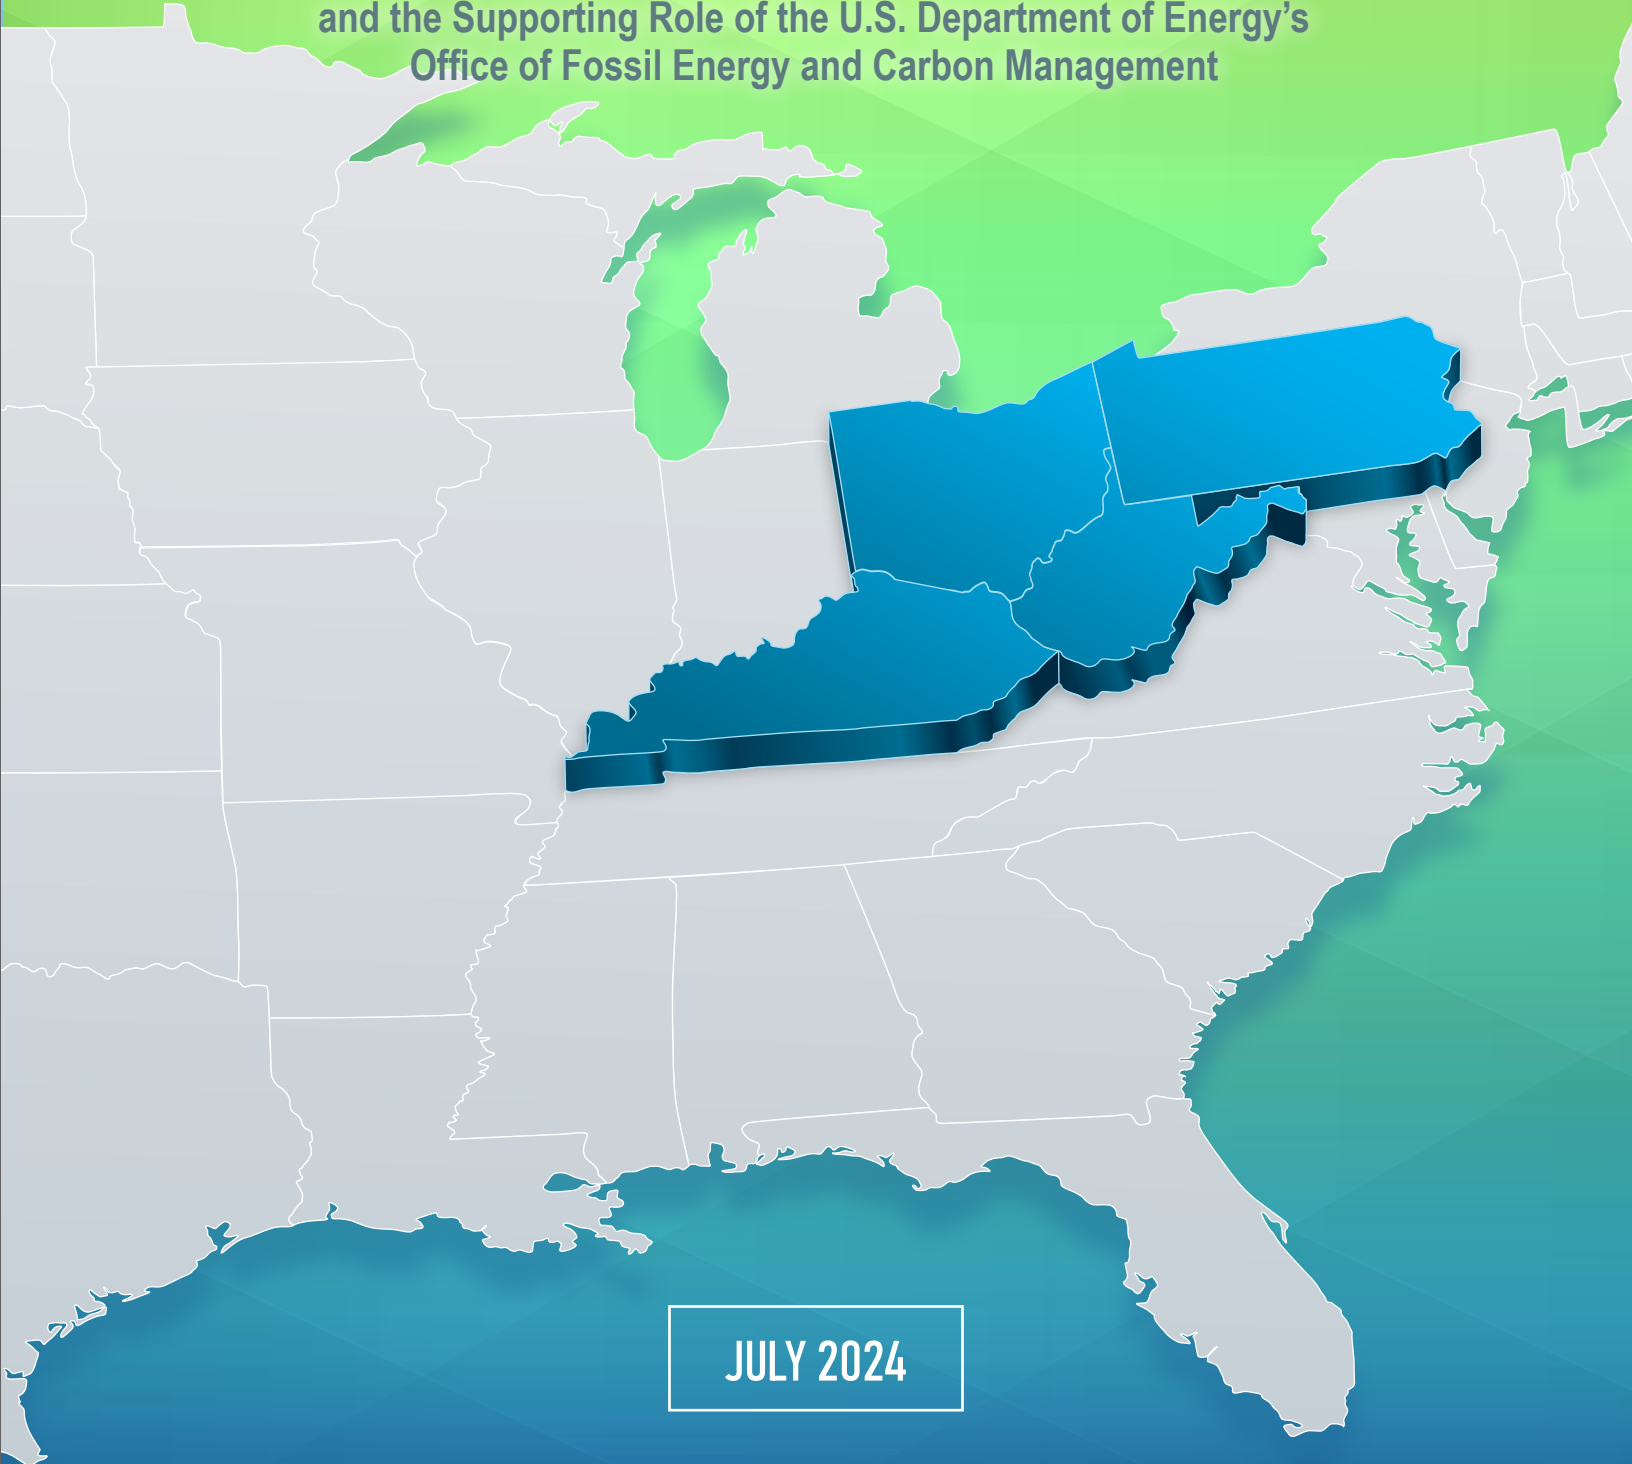 and the Supporting Role of the U.S. Department of Energy’s
Office of Fossil Energy and Carbon Management
JULY 2024